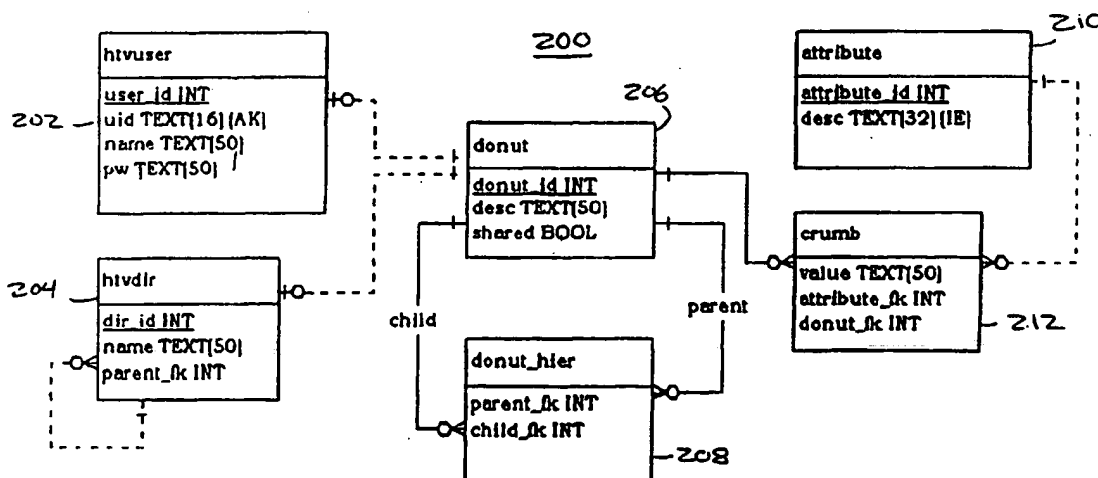 200
htvuser
user_id INT
uid TEXT(16) (AK)
name TEXT(50)
pw TEXT(50)
202
htvdir
dir_id INT
name TEXT(50)
parent_fk INT
204
donut
donut_id INT
desc TEXT(50)
shared BOOL
206
child
parent
donut_hier
parent_fk INT
child_fk INT
208
attribute
attribute_id INT
desc TEXT(32) (IE)
210
crumb
value TEXT(50)
attribute_fk INT
donut_fk INT
212